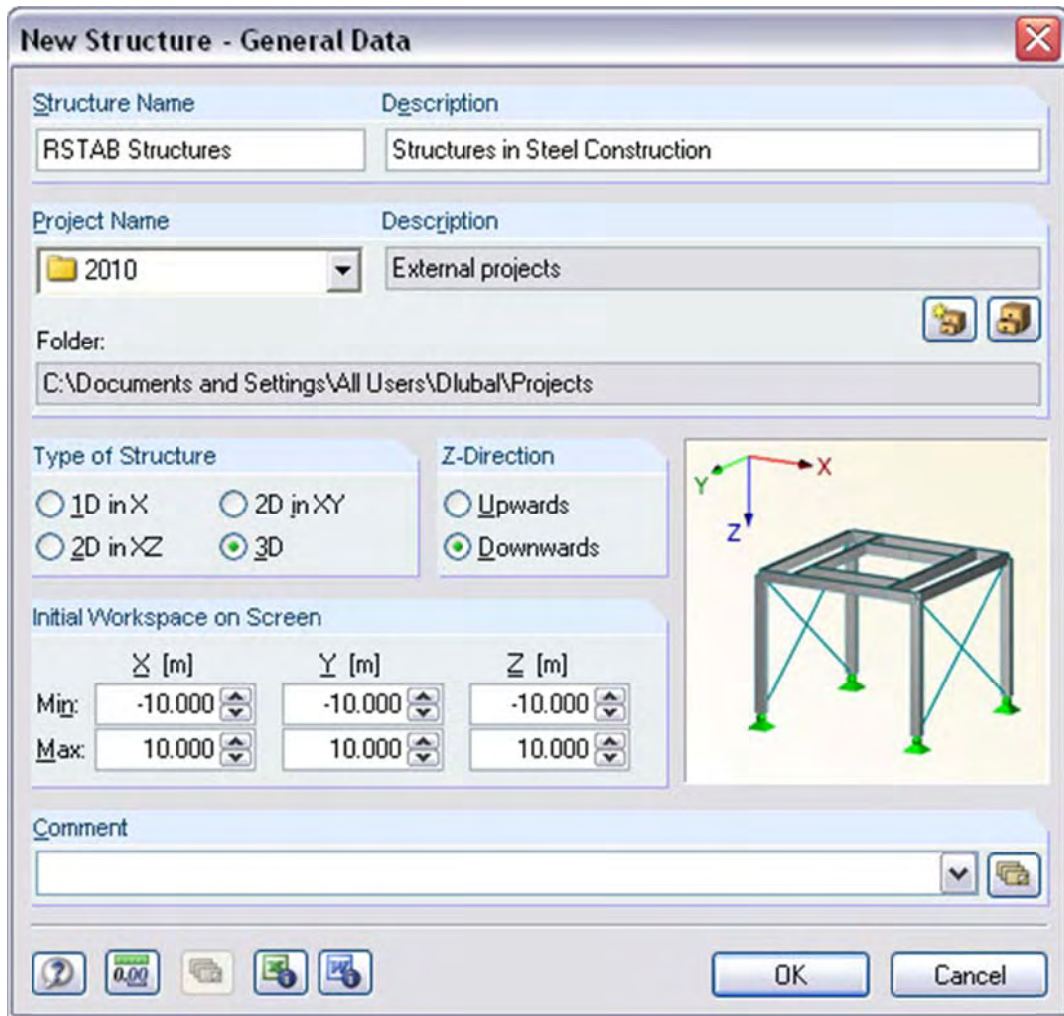 New Structure - General Data
Structure Name Description
RSTAB Structures Structures in Steel Construction
Project Name Description
2010 External projects
Folder:
C:\Documents and Settings\All Users\Dlubal\Projects
Type of Structure Z-Direction
1D in X 2D in XY Upwards
2D in XZ 3D Downwards
X
Y
Z
Initial Workspace on Screen
X [m] Y [m] Z [m]
Min: -10.000 -10.000 -10.000
Max: 10.000 10.000 10.000
Comment
0.00 OK Cancel